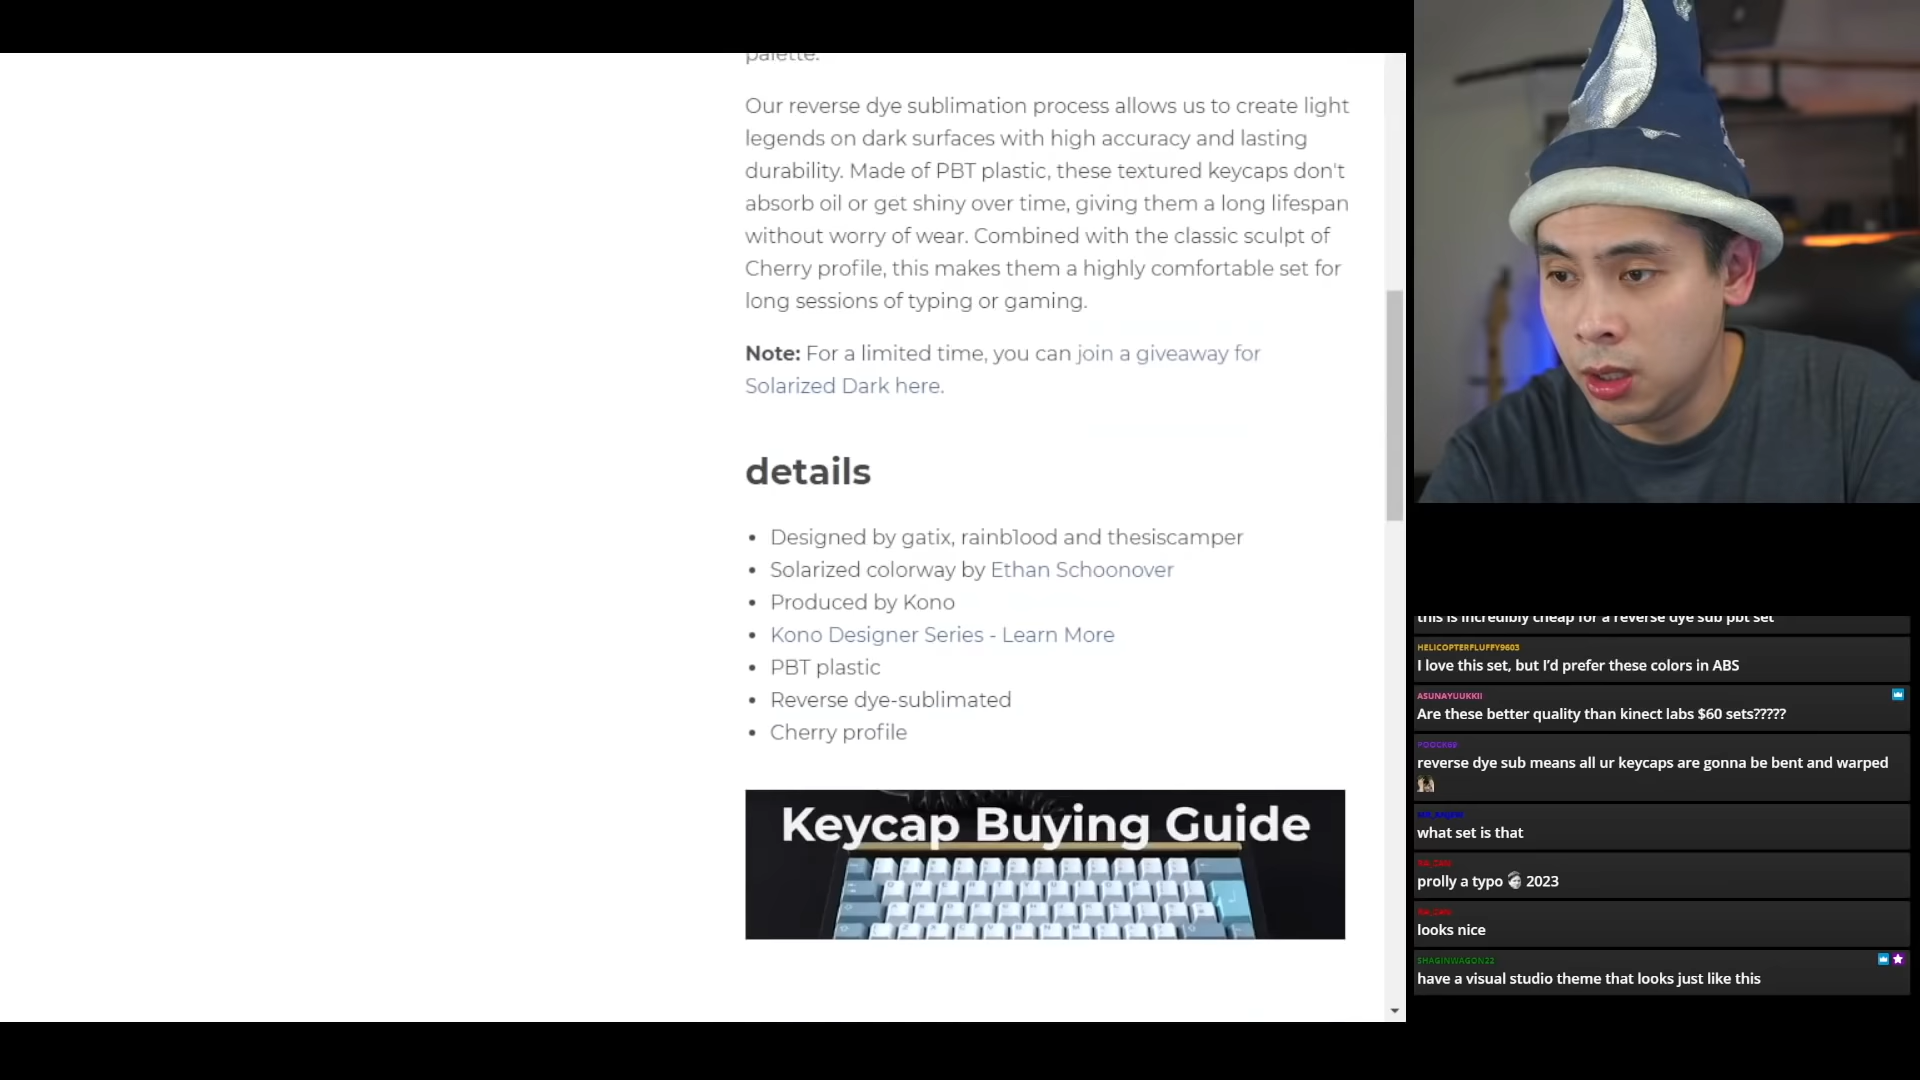 palette.
Our reverse dye sublimation process allows us to create light
legends on dark surfaces with high accuracy and lasting
durability. Made of PBT plastic, these textured keycaps don't
absorb oil or get shiny over time, giving them a long lifespan
without worry of wear. Combined with the classic sculpt of
Cherry profile, this makes them a highly comfortable set for
long sessions of typing or gaming.
Note: For a limited time, you can join a giveaway for
Solarized Dark here.
details
• Designed by gatix, rainb1ood and thesiscamper
• Solarized colorway by Ethan Schoonover
• Produced by Kono
• Kono Designer Series - Learn More
• PBT plastic
• Reverse dye-sublimated
• Cherry profile
Keycap Buying Guide
this is incredibly cheap for a reverse dye sub pbt set
HELICOPTERFLUFFY9603
I love this set, but I’d prefer these colors in ABS
ASUNAYUUKKII
Are these better quality than kinect labs $60 sets?????
reverse dye sub means all ur keycaps are gonna be bent and warped
what set is that
prolly a typo 🗿 2023
looks nice
SHAGINWAGON22
have a visual studio theme that looks just like this